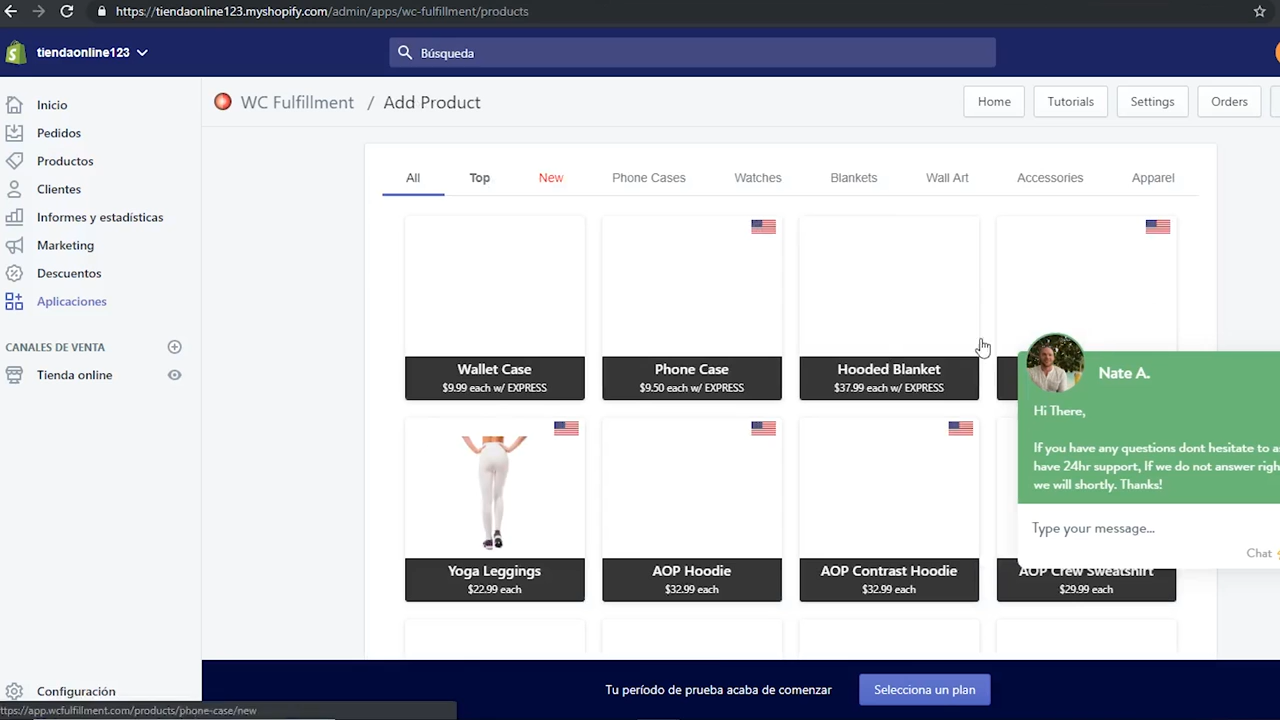 https://tiendaonline123.myshopify.com/admin/apps/wc-fulfillment/products
tiendaonline123
Búsqueda
Inicio
Pedidos
Productos
Clientes
Informes y estadísticas
Marketing
Descuentos
Aplicaciones
CANALES DE VENTA
Tienda online
Configuración
WC Fulfillment / Add Product
Home Tutorials Settings Orders
All Top New Phone Cases Watches Blankets Wall Art Accessories Apparel
Wallet Case
$9.99 each w/ EXPRESS
Phone Case
$9.50 each w/ EXPRESS
Hooded Blanket
$37.99 each w/ EXPRESS
Yoga Leggings
$22.99 each
AOP Hoodie
$32.99 each
AOP Contrast Hoodie
$32.99 each
AOP Crew Sweatshirt
$29.99 each
Nate A.
Hi There,
If you have any questions dont hesitate to
have 24hr support, If we do not answer
we will shortly. Thanks!
Type your message...
Chat
Tu período de prueba acaba de comenzar
Selecciona un plan
https://app.wcfulfillment.com/products/phone-case/new